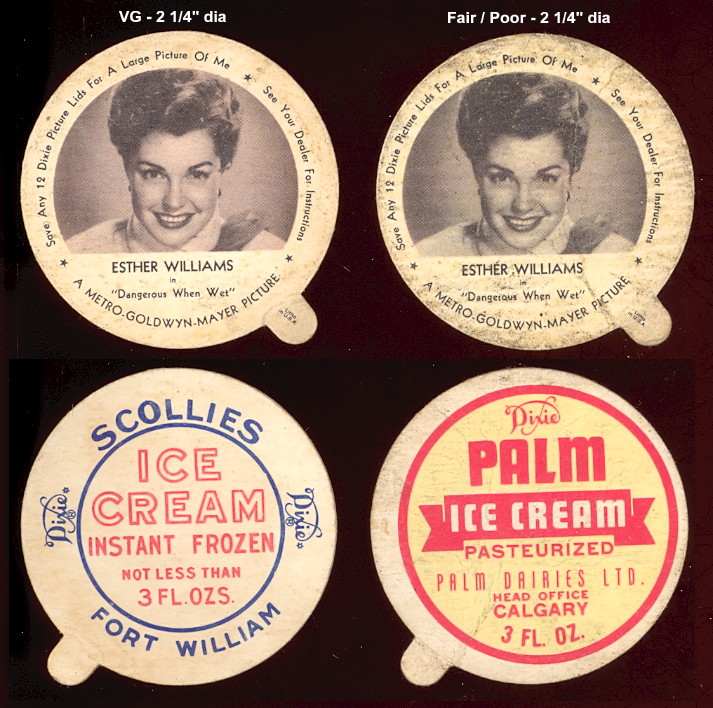 VG - 2 1/4" dia
Fair / Poor - 2 1/4" dia
Save Any 12 Dixie Picture Lids For A Large Picture Of Me ★ See Your Dealer For Instructions
ESTHER WILLIAMS
in
"Dangerous When Wet"
★ A METRO-GOLDWYN-MAYER PICTURE ★
Litho
in U.S.A.
Save Any 12 Dixie Picture Lids For A Large Picture Of Me ★ See Your Dealer For Instructions
ESTHER WILLIAMS
in
"Dangerous When Wet"
★ A METRO-GOLDWYN-MAYER PICTURE ★
Litho
in U.S.A.
SCOLLIES
Dixie®
ICE
CREAM
INSTANT FROZEN
NOT LESS THAN
3 FL. OZS.
Dixie®
FORT WILLIAM
Dixie
PALM
ICE CREAM
PASTEURIZED
PALM DAIRIES LTD.
HEAD OFFICE
CALGARY
3 FL. OZ.